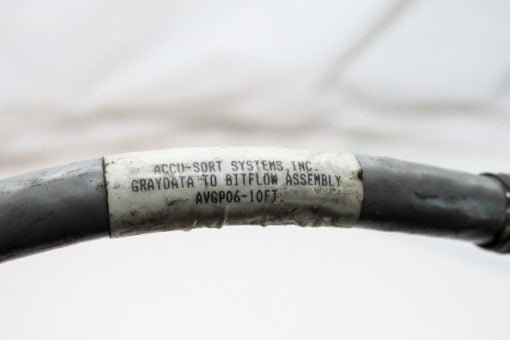 ACCU-SORT SYSTEMS INC.
GRAYDATA TO BITFLOW ASSEMBLY
AVGP06-10FT.